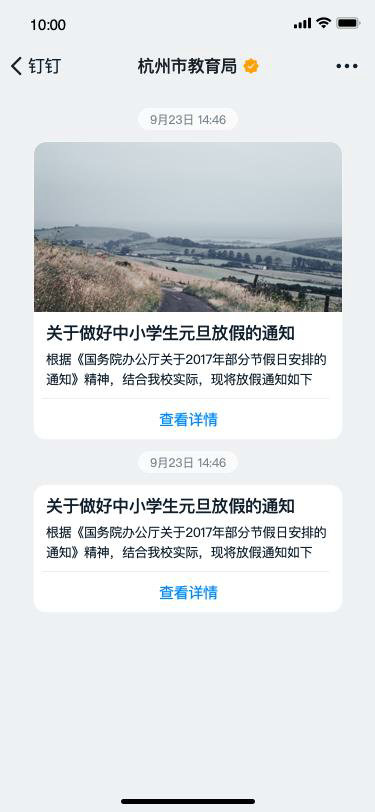 10:00
钉钉
杭州市教育局
9月23日 14:46
关于做好中小学生元旦放假的通知
根据《国务院办公厅关于2017年部分节假日安排的
通知》精神，结合我校实际，现将放假通知如下
查看详情
9月23日 14:46
关于做好中小学生元旦放假的通知
根据《国务院办公厅关于2017年部分节假日安排的
通知》精神，结合我校实际，现将放假通知如下
查看详情